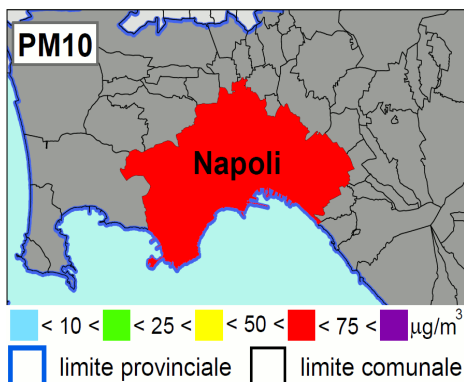 PM10
Napoli
< 10 < < 25 < < 50 < < 75 < µg/m³
limite provinciale limite comunale